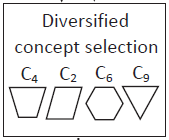 Diversified
concept selection
C₄ C₂ C₆ C₉